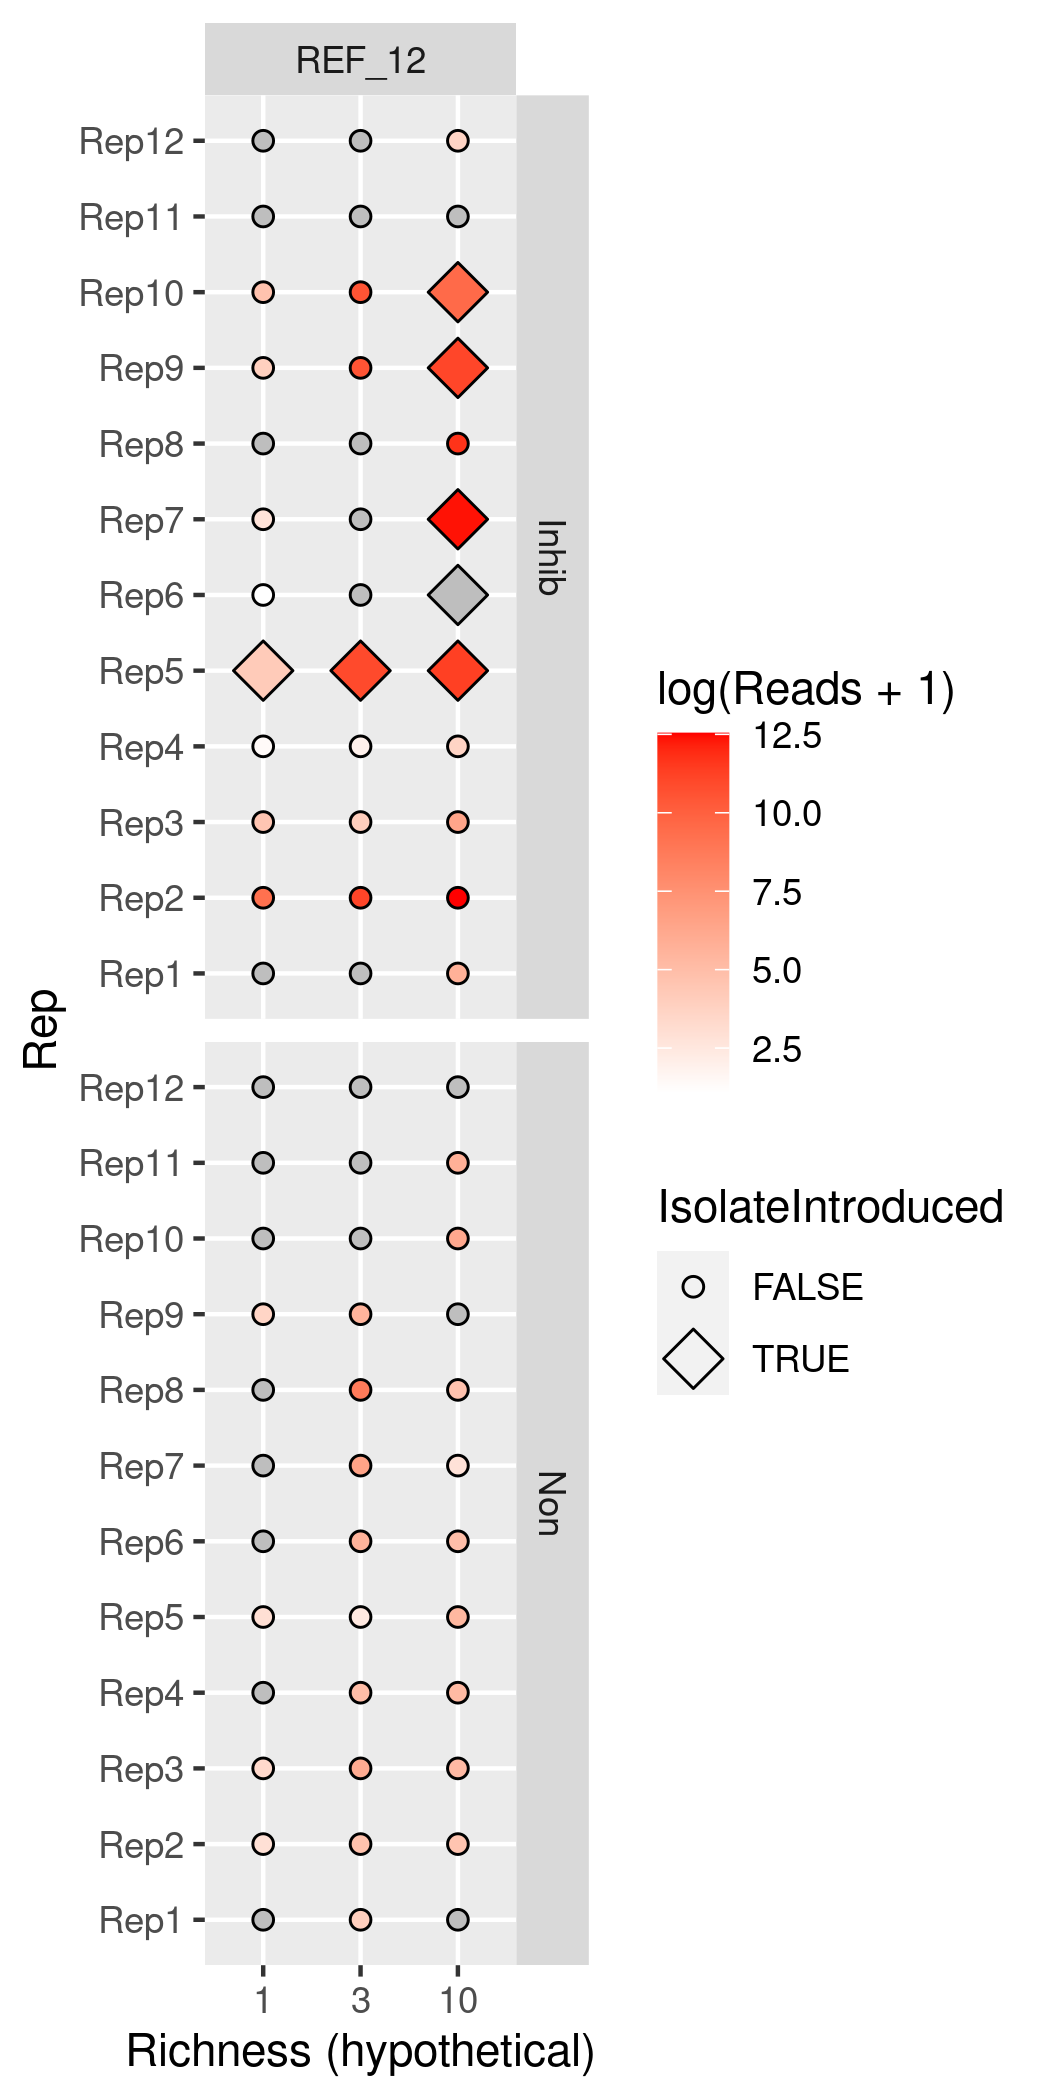 REF_12
Rep12
Rep11
Rep10
Rep9
Rep8
Rep7
Rep6
Rep5
Rep4
Rep3
Rep2
Rep1
Inhib
Rep12
Rep11
Rep10
Rep9
Rep8
Rep7
Rep6
Rep5
Rep4
Rep3
Rep2
Rep1
Non
Rep
1 3 10
Richness (hypothetical)
log(Reads + 1)
12.5
10.0
7.5
5.0
2.5
IsolateIntroduced
FALSE
TRUE